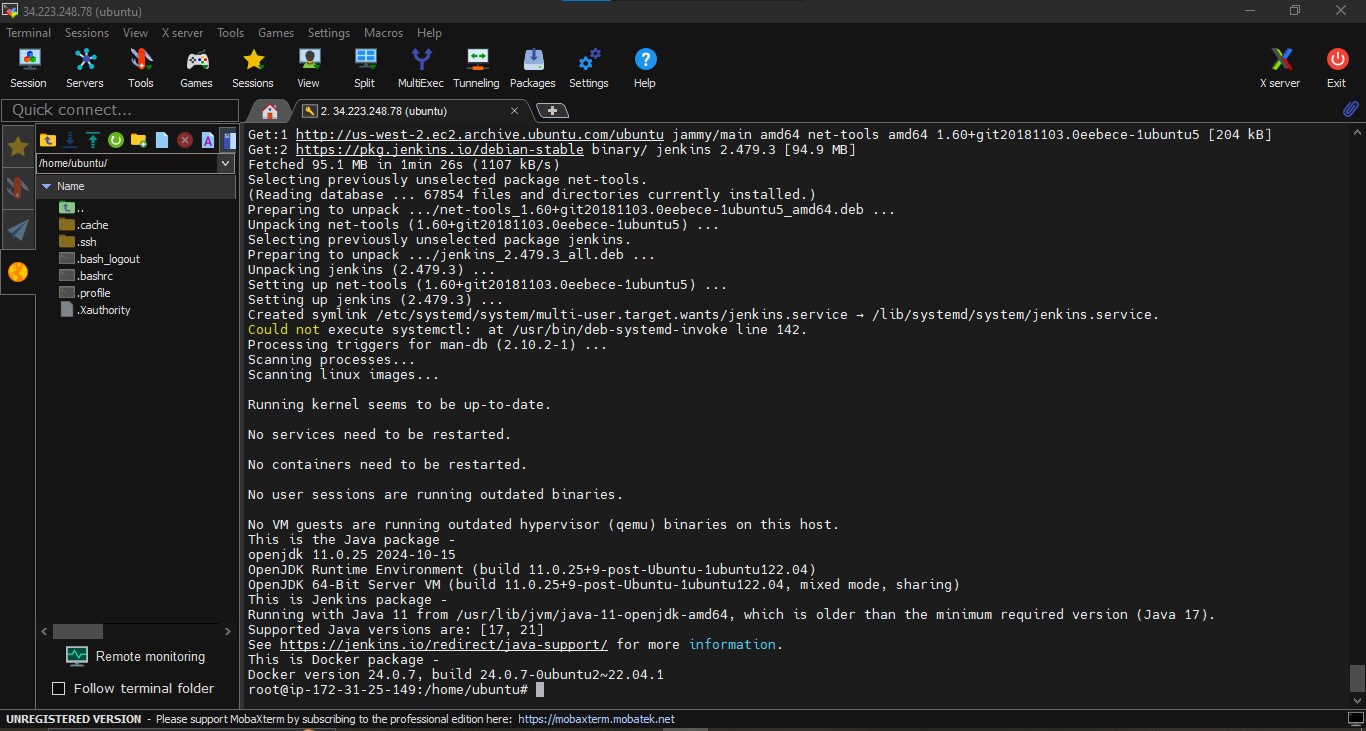 34.223.248.78 (ubuntu)
Terminal Sessions View X server Tools Games Settings Macros Help
Session Servers Tools Games Sessions View Split MultiExec Tunneling Packages Settings Help X server Exit
Quick connect...
2. 34.223.248.78 (ubuntu)
/home/ubuntu/
Name
..
.cache
.ssh
.bash_logout
.bashrc
.profile
.Xauthority
Remote monitoring
Follow terminal folder
Get:1 http://us-west-2.ec2.archive.ubuntu.com/ubuntu jammy/main amd64 net-tools amd64 1.60+git20181103.0eebece-1ubuntu5 [204 kB]
Get:2 https://pkg.jenkins.io/debian-stable binary/ jenkins 2.479.3 [94.9 MB]
Fetched 95.1 MB in 1min 26s (1107 kB/s)
Selecting previously unselected package net-tools.
(Reading database ... 67854 files and directories currently installed.)
Preparing to unpack .../net-tools_1.60+git20181103.0eebece-1ubuntu5_amd64.deb ...
Unpacking net-tools (1.60+git20181103.0eebece-1ubuntu5) ...
Selecting previously unselected package jenkins.
Preparing to unpack .../jenkins_2.479.3_all.deb ...
Unpacking jenkins (2.479.3) ...
Setting up net-tools (1.60+git20181103.0eebece-1ubuntu5) ...
Setting up jenkins (2.479.3) ...
Created symlink /etc/systemd/system/multi-user.target.wants/jenkins.service → /lib/systemd/system/jenkins.service.
Could not execute systemctl:  at /usr/bin/deb-systemd-invoke line 142.
Processing triggers for man-db (2.10.2-1) ...
Scanning processes...
Scanning linux images...
Running kernel seems to be up-to-date.
No services need to be restarted.
No containers need to be restarted.
No user sessions are running outdated binaries.
No VM guests are running outdated hypervisor (qemu) binaries on this host.
This is the Java package -
openjdk 11.0.25 2024-10-15
OpenJDK Runtime Environment (build 11.0.25+9-post-Ubuntu-1ubuntu122.04)
OpenJDK 64-Bit Server VM (build 11.0.25+9-post-Ubuntu-1ubuntu122.04, mixed mode, sharing)
This is Jenkins package -
Running with Java 11 from /usr/lib/jvm/java-11-openjdk-amd64, which is older than the minimum required version (Java 17).
Supported Java versions are: [17, 21]
See https://jenkins.io/redirect/java-support/ for more information.
This is Docker package -
Docker version 24.0.7, build 24.0.7-0ubuntu2~22.04.1
root@ip-172-31-25-149:/home/ubuntu#
UNREGISTERED VERSION - Please support MobaXterm by subscribing to the professional edition here: https://mobaxterm.mobatek.net